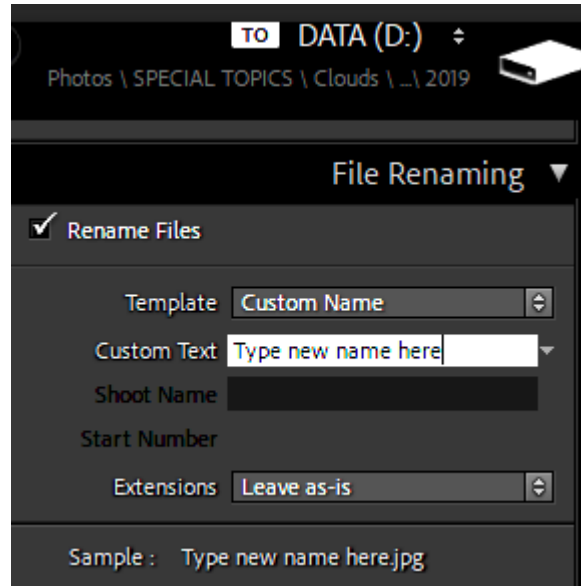 TO DATA (D:)
Photos \ SPECIAL TOPICS \ Clouds \ ...\ 2019
File Renaming
Rename Files
Template Custom Name
Custom Text Type new name here
Shoot Name
Start Number
Extensions Leave as-is
Sample : Type new name here.jpg